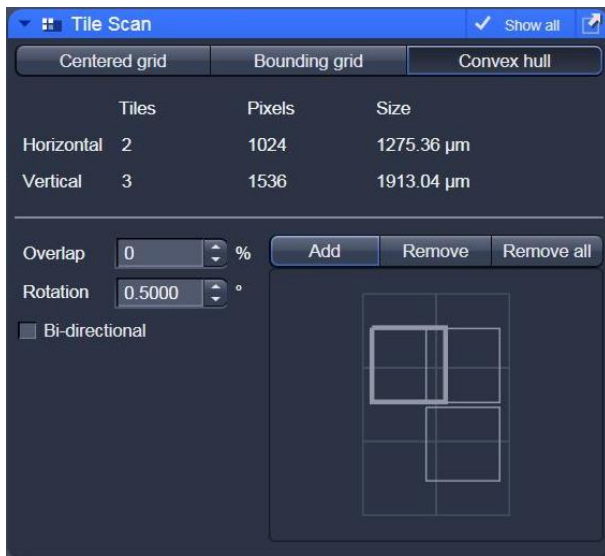 Tile Scan Show all
Centered grid Bounding grid Convex hull
Tiles Pixels Size
Horizontal 2 1024 1275.36 µm
Vertical 3 1536 1913.04 µm
Overlap 0 % Add Remove Remove all
Rotation 0.5000 °
Bi-directional